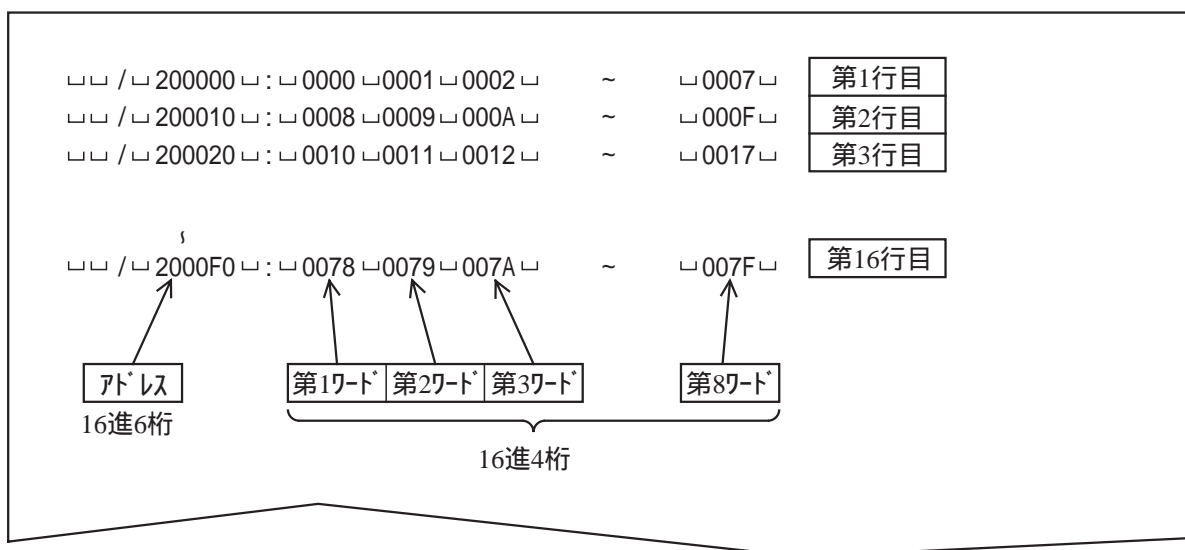 ␣␣/␣200000␣:␣0000␣0001␣0002␣ ~ ␣0007␣ 第1行目
␣␣/␣200010␣:␣0008␣0009␣000A␣ ~ ␣000F␣ 第2行目
␣␣/␣200020␣:␣0010␣0011␣0012␣ ~ ␣0017␣ 第3行目
~
␣␣/␣2000F0␣:␣0078␣0079␣007A␣ ~ ␣007F␣ 第16行目
ｱﾄﾞﾚｽ 第1ﾜｰﾄﾞ 第2ﾜｰﾄﾞ 第3ﾜｰﾄﾞ 第8ﾜｰﾄﾞ
16進6桁
16進4桁